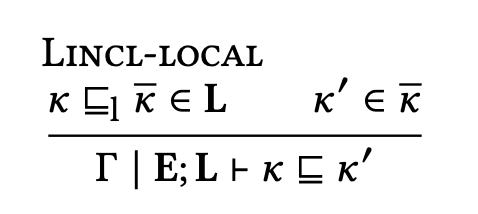 LINCL-LOCAL
κ ⊑ₗ κ̅ ∈ L κ′ ∈ κ̅
Γ | E; L ⊢ κ ⊑ κ′